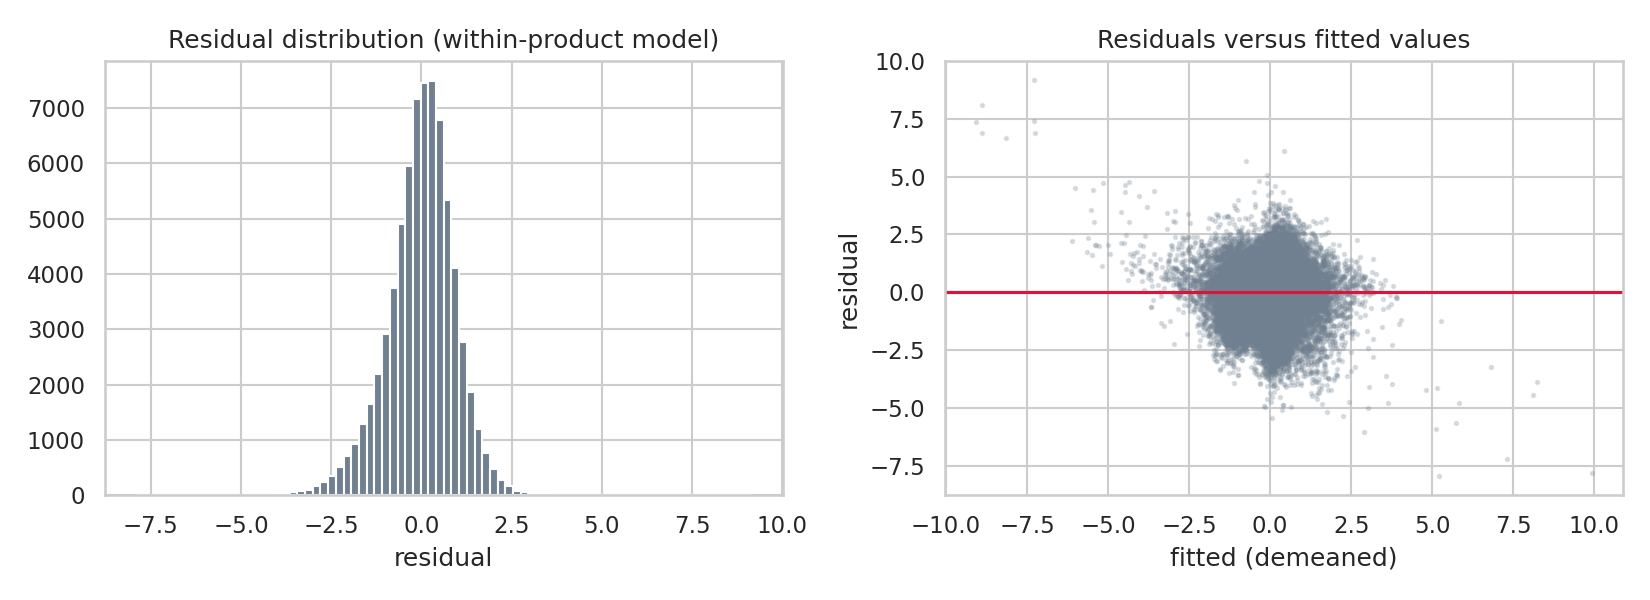 Residual distribution (within-product model)
7000
6000
5000
4000
3000
2000
1000
0
−7.5 −5.0 −2.5 0.0 2.5 5.0 7.5 10.0
residual
Residuals versus fitted values
10.0
7.5
5.0
2.5
0.0
−2.5
−5.0
−7.5
residual
−10.0 −7.5 −5.0 −2.5 0.0 2.5 5.0 7.5 10.0
fitted (demeaned)